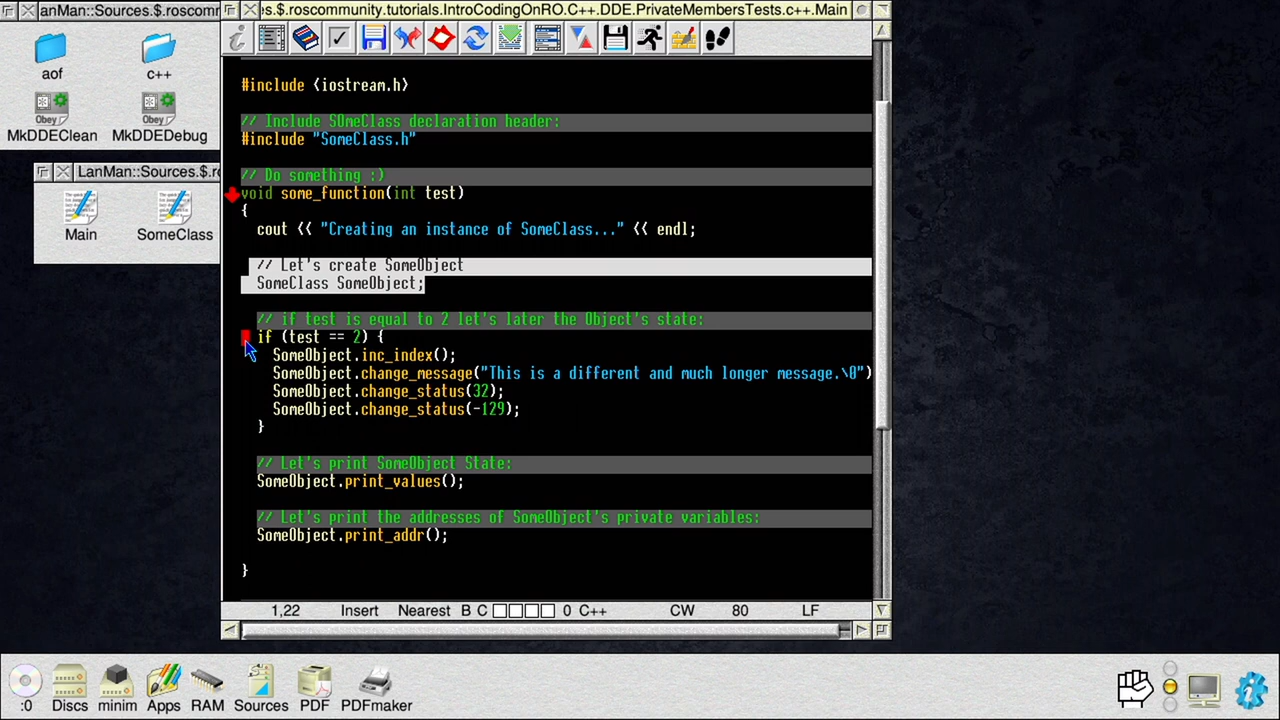 anMan::Sources.$.roscomm
es.$.roscommunity.tutorials.IntroCodingOnRO.C++.DDE.PrivateMembersTests.c++.Main
aof
c++
MkDDEClean
MkDDEDebug
LanMan::Sources.$.ro
Main
SomeClass
#include <iostream.h>
// Include SOmeClass declaration header:
#include "SomeClass.h"
// Do something :)
void some_function(int test)
{
cout << "Creating an instance of SomeClass..." << endl;
// Let's create SomeObject
SomeClass SomeObject;
// if test is equal to 2 let's later the Object's state:
if (test == 2) {
SomeObject.inc_index();
SomeObject.change_message("This is a different and much longer message.\0")
SomeObject.change_status(32);
SomeObject.change_status(-129);
}
// Let's print SomeObject State:
SomeObject.print_values();
// Let's print the addresses of SomeObject's private variables:
SomeObject.print_addr();
}
1,22 Insert Nearest B C 0 C++ CW 80 LF
:0 Discs minim Apps RAM Sources PDF PDFmaker